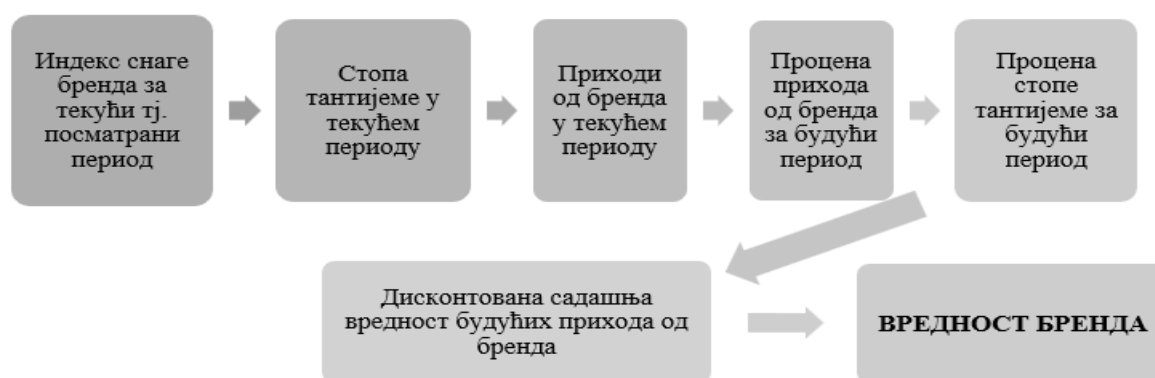 Индекс снаге
бренда за
текући тј.
посматрани
период
Стопа
тантијеме у
текућем
периоду
Приходи
од бренда
у текућем
периоду
Процена
прихода
од бренда
за будући
период
Процена
стопе
тантијеме за
будући
период
Дисконтована садашња
вредност будућих прихода од
бренда
ВРЕДНОСТ БРЕНДА